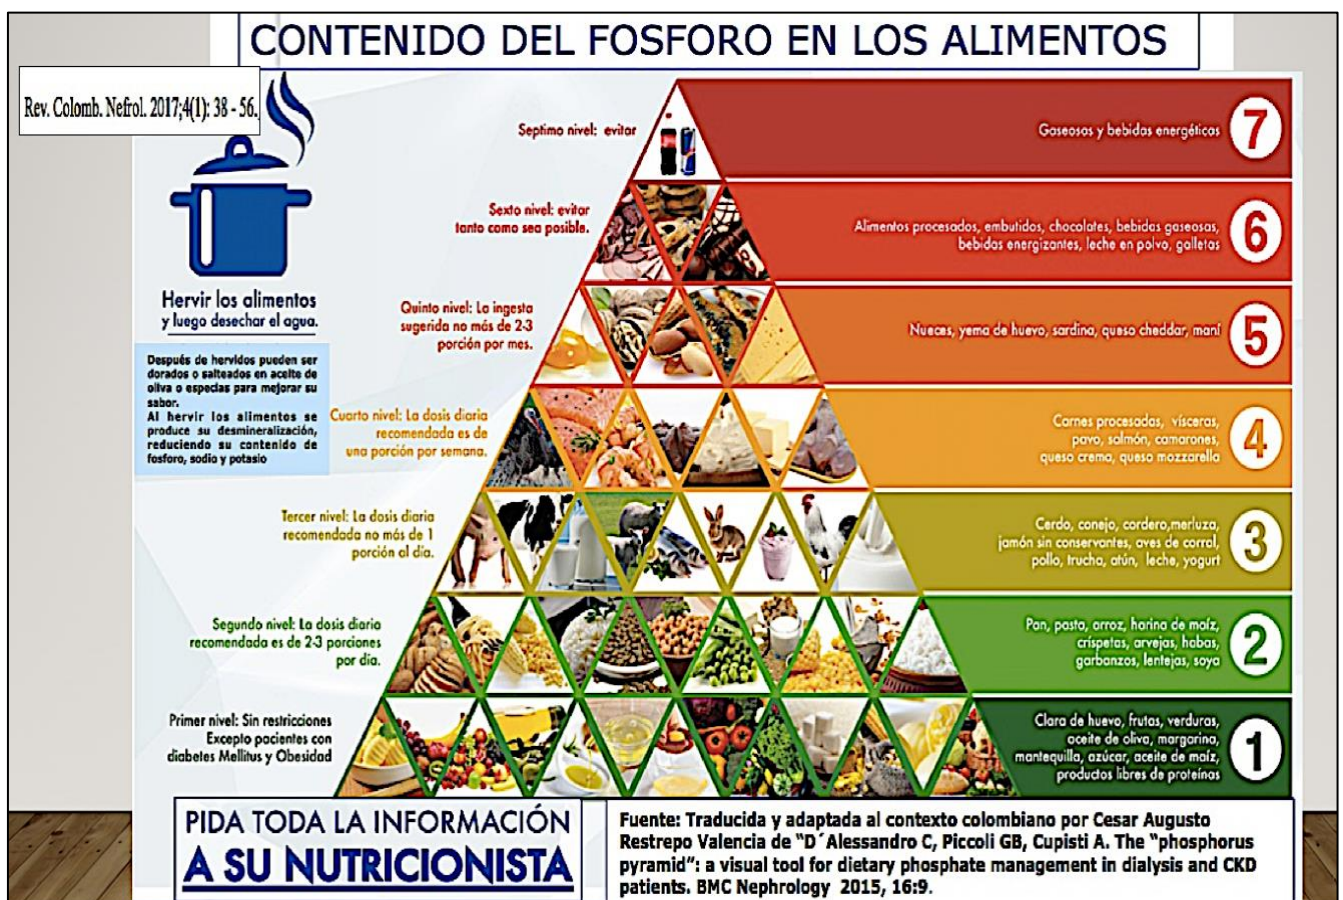 CONTENIDO DEL FOSFORO EN LOS ALIMENTOS
Rev. Colomb. Nefrol. 2017;4(1): 38 - 56.
Hervir los alimentos
y luego desechar el agua.
Después de hervidos pueden ser
dorados o salteados en aceite de
oliva o especias para mejorar su
sabor.
Al hervir los alimentos se
produce su desmineralización,
reduciendo su contenido de
fosforo, sodio y potasio
Septimo nivel: evitar
Gaseosos y bebidas energéticas
7
Sexto nivel: evitar
tanto como sea posible.
Alimentos procesados, embutidos, chocolates, bebidas gaseosas,
bebidas energizantes, leche en polvo, galletas
6
Quinto nivel: La ingesta
sugerida no más de 2-3
porción por mes.
Nueces, yema de huevo, sardina, queso cheddar, maní
5
Cuarto nivel: La dosis diaria
recomendada es de
una porción por semana.
Carnes procesadas, vísceras,
pavo, salmón, camarones,
queso crema, queso mozzarella
4
Tercer nivel: La dosis diaria
recomendada no más de 1
porción al día.
Cerdo, conejo, cordero,merluza,
jamón sin conservantes, aves de corral,
pollo, trucha, atún, leche, yogurt
3
Segundo nivel: La dosis diaria
recomendada es de 2-3 porciones
por día.
Pan, pasta, arroz, harina de maíz,
crispetas, arvejas, habas,
garbanzos, lentejas, soya
2
Primer nivel: Sin restricciones
Excepto pacientes con
diabetes Mellitus y Obesidad
Clara de huevo, frutas, verduras,
aceite de oliva, margarina,
mantequilla, azúcar, aceite de maíz,
productos libres de proteínas
1
PIDA TODA LA INFORMACIÓN
A SU NUTRICIONISTA
Fuente: Traducida y adaptada al contexto colombiano por Cesar Augusto
Restrepo Valencia de "D´Alessandro C, Piccoli GB, Cupisti A. The "phosphorus
pyramid": a visual tool for dietary phosphate management in dialysis and CKD
patients. BMC Nephrology 2015, 16:9.